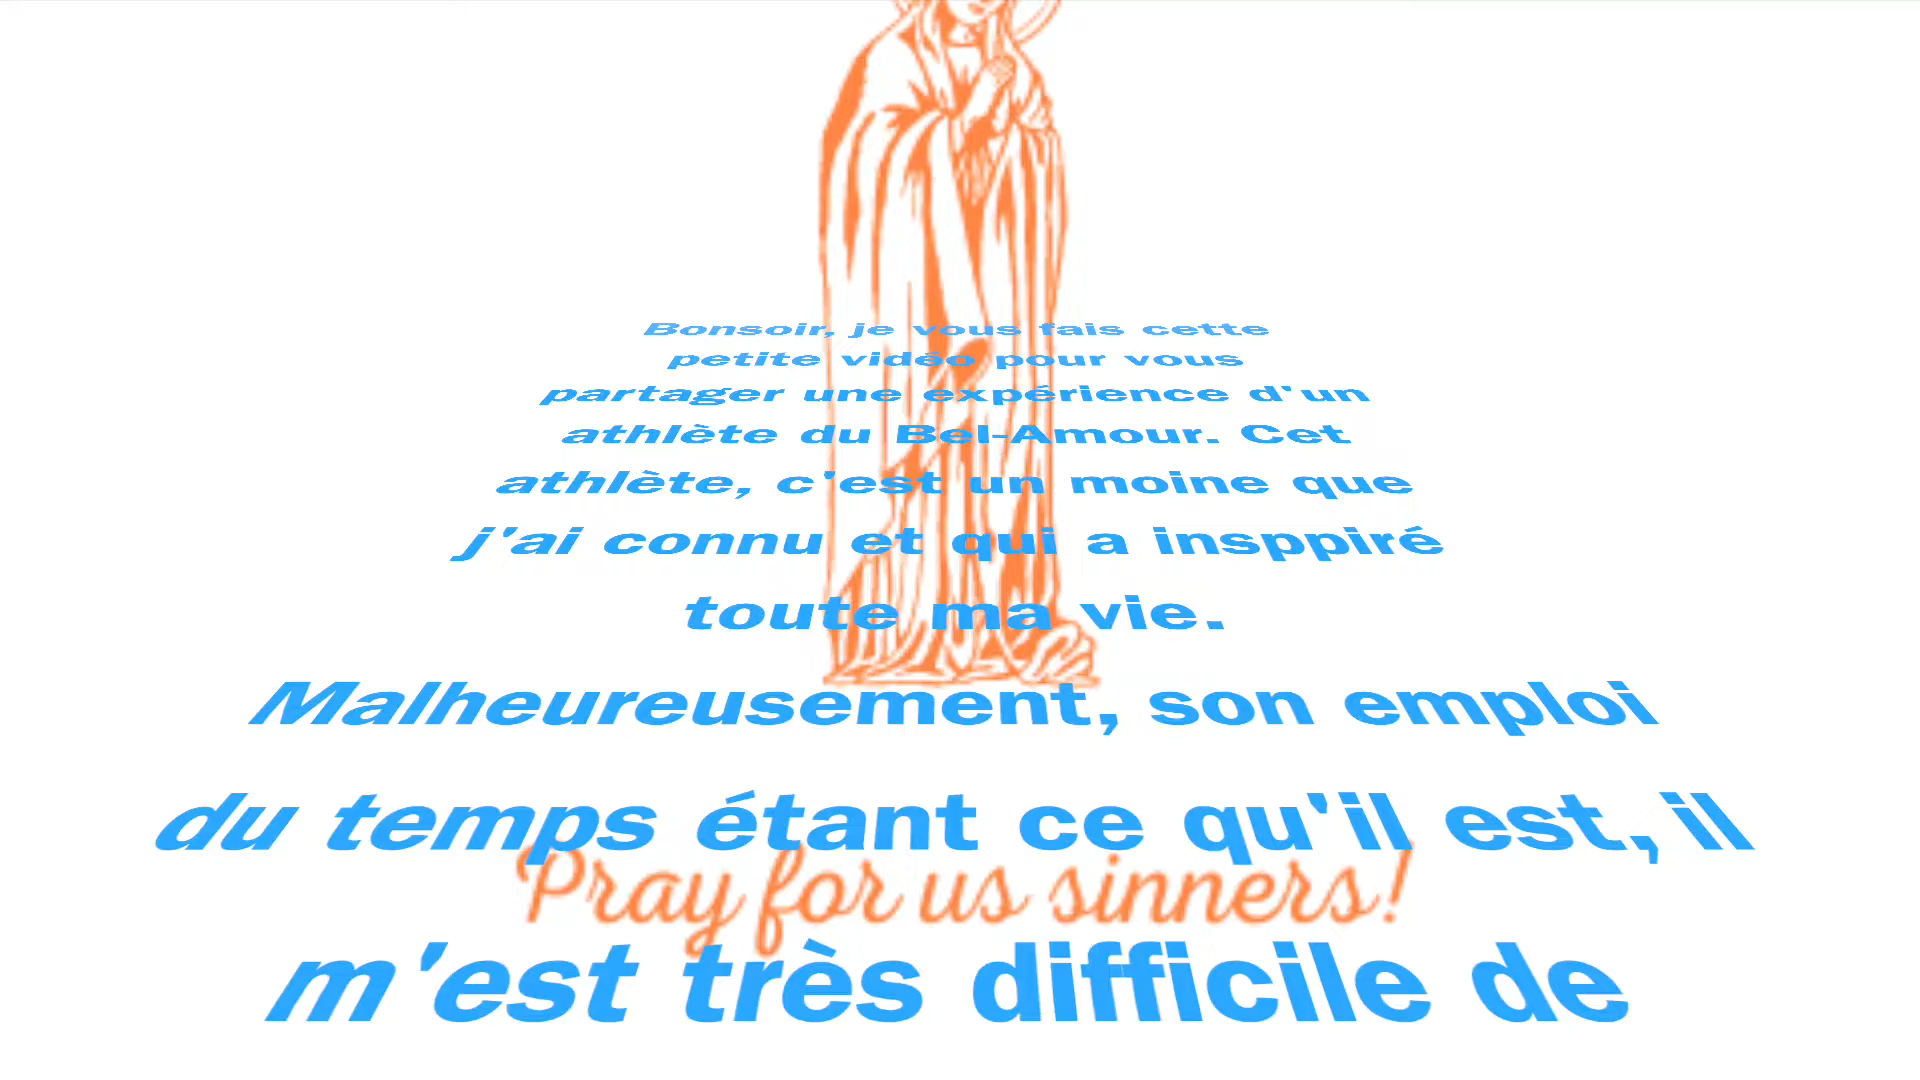 Bonsoir, je vous fais cette
petite vidéo pour vous
partager une expérience d'un
athlète du Bel-Amour. Cet
athlète, c'est un moine que
j'ai connu et qui a insppiré
toute ma vie.
Malheureusement, son emploi
du temps étant ce qu'il est, il
Pray for us sinners!
m'est très difficile de